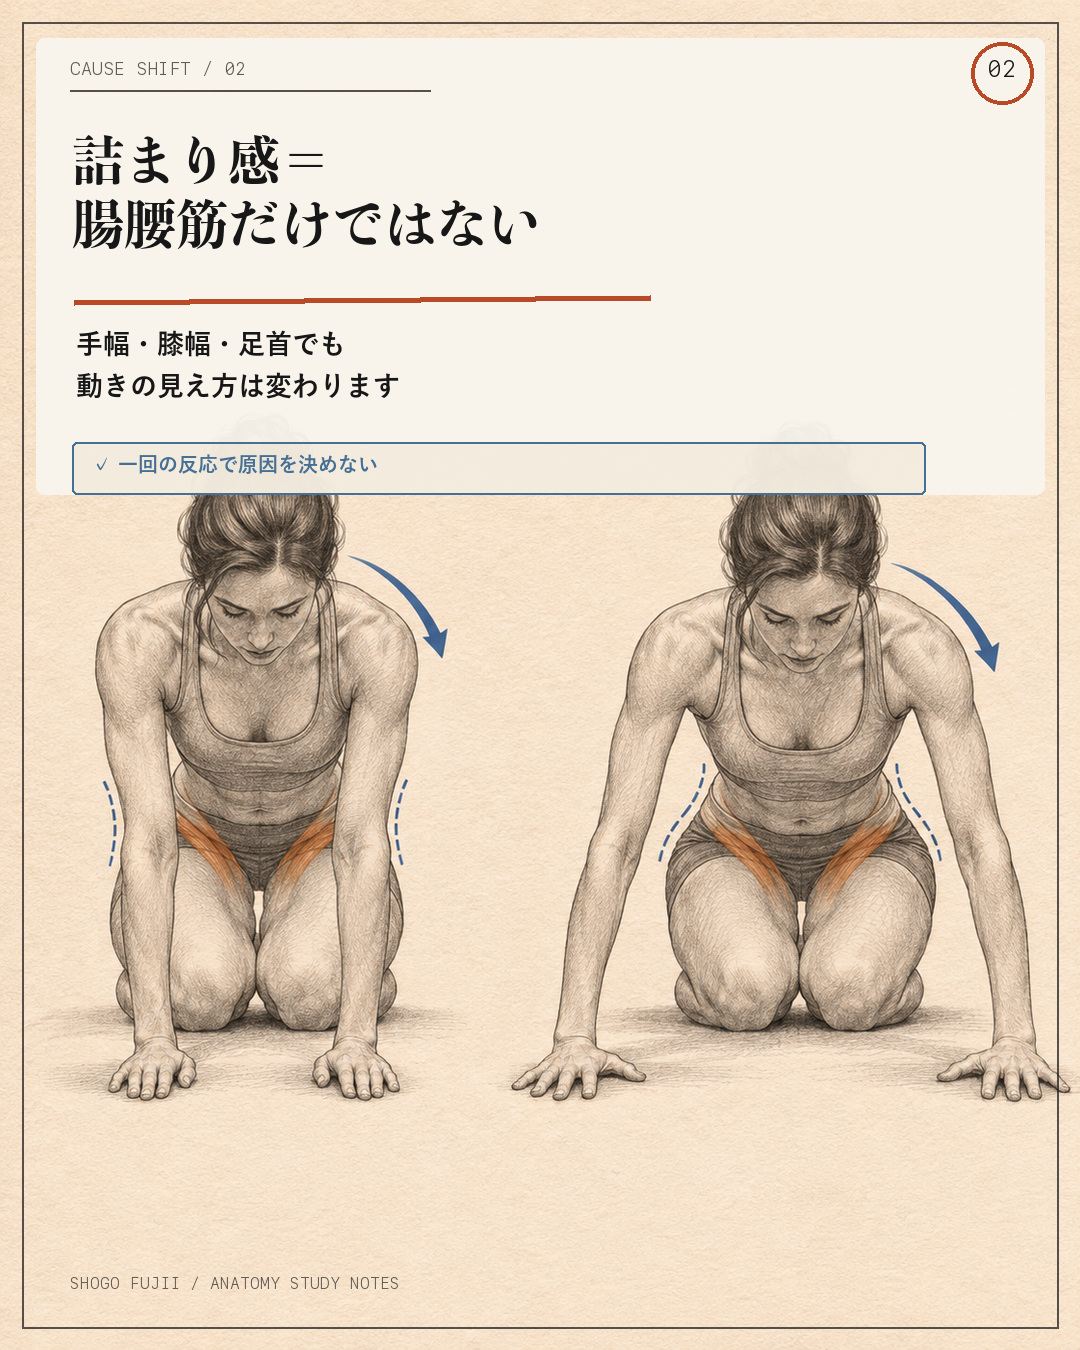 CAUSE SHIFT / 02
02
詰まり感＝
腸腰筋だけではない
手幅・膝幅・足首でも
動きの見え方は変わります
✓ 一回の反応で原因を決めない
SHOGO FUJII / ANATOMY STUDY NOTES